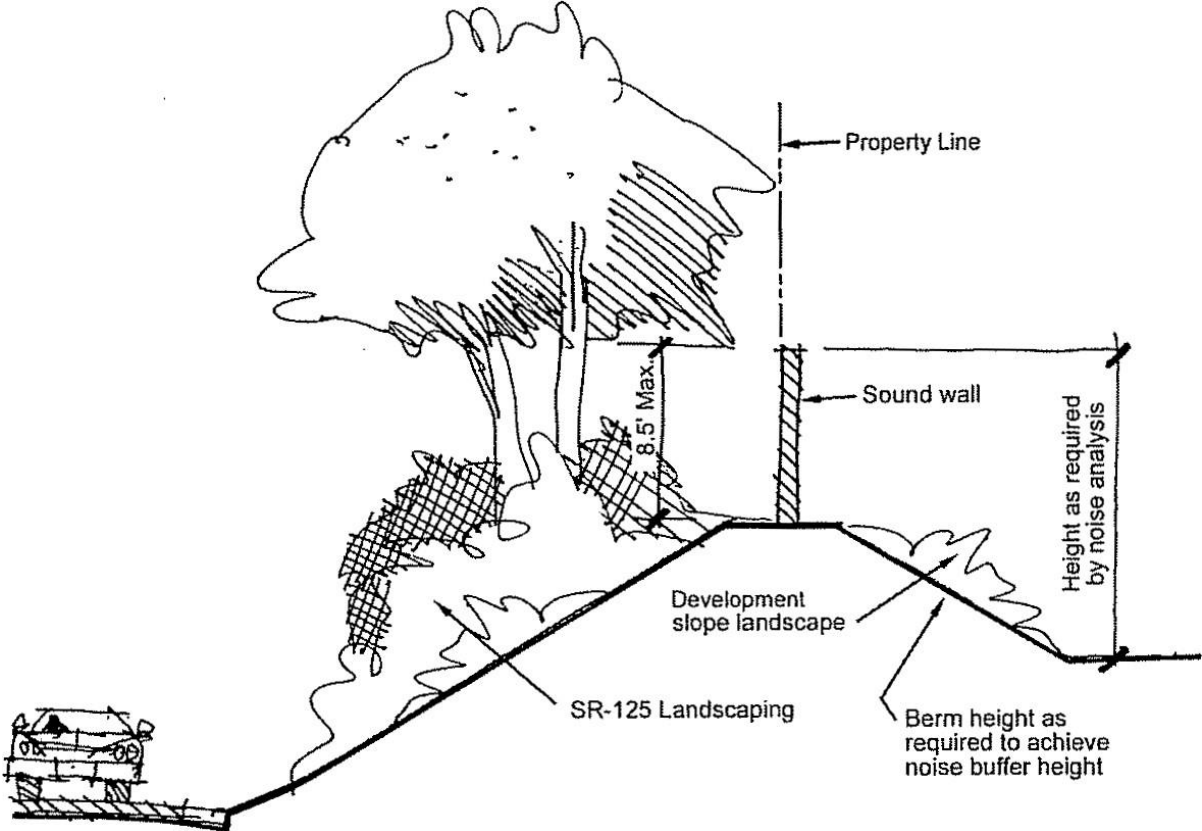 Property Line
Sound wall
8.5' Max.
Height as required
by noise analysis
Development
slope landscape
SR-125 Landscaping
Berm height as
required to achieve
noise buffer height